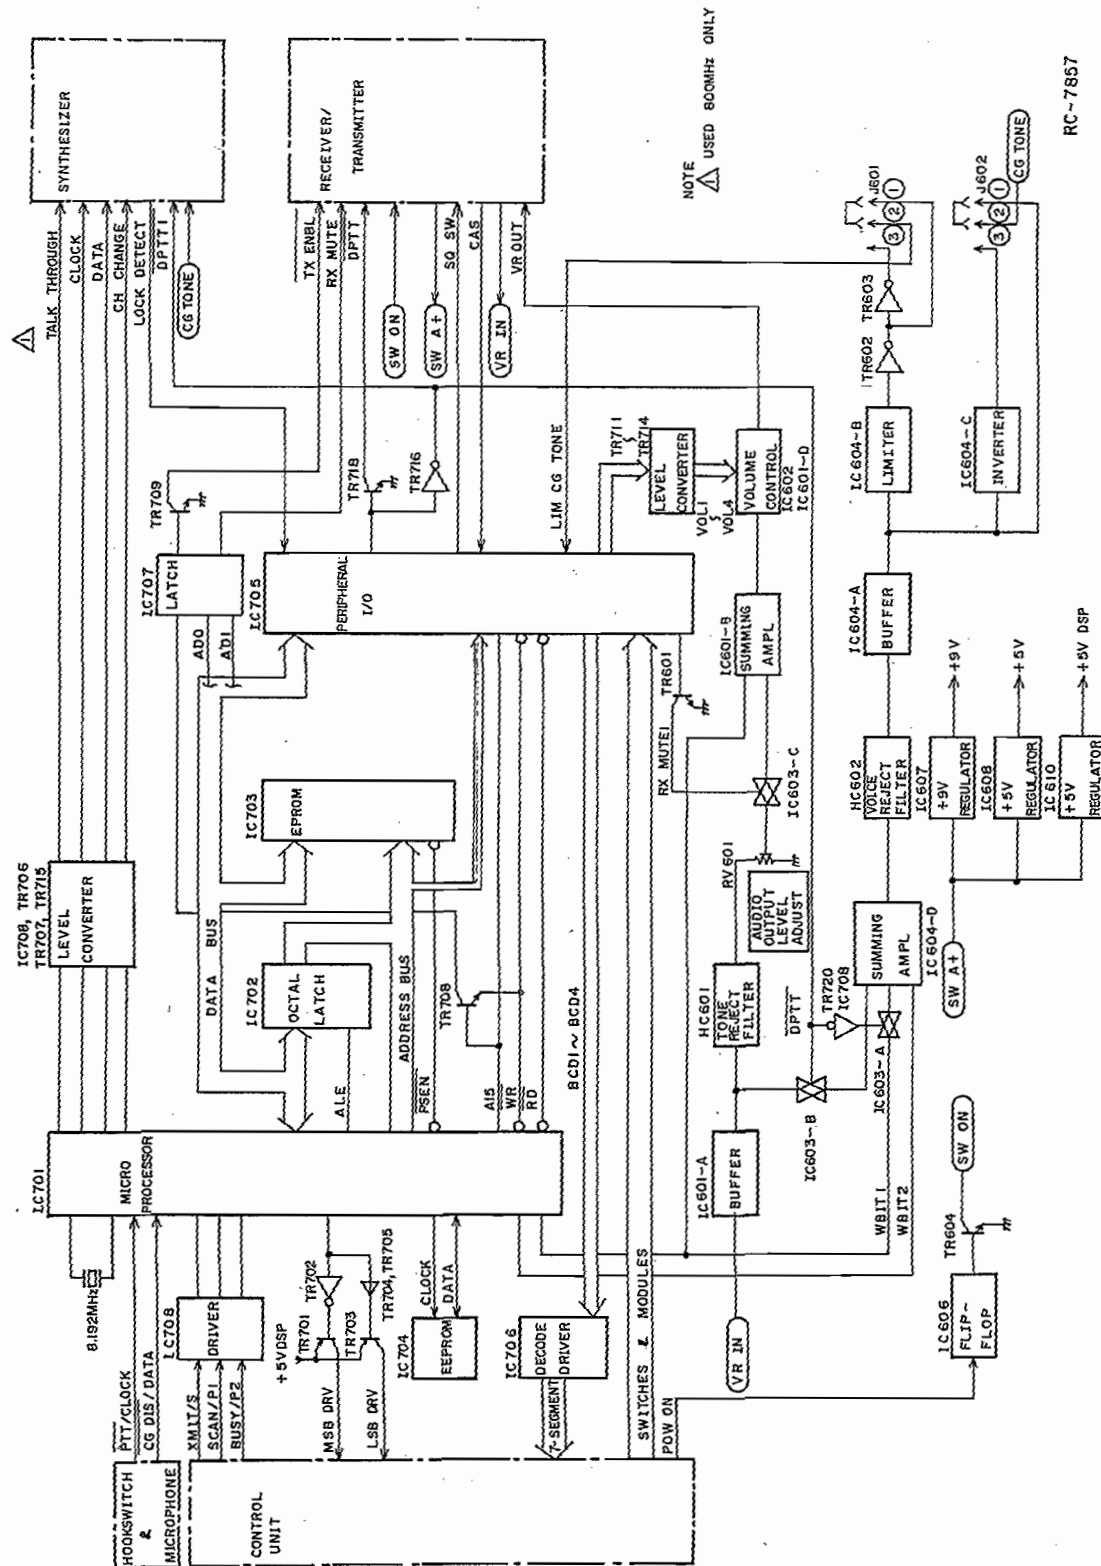 HOOKSWITCH
&
MICROPHONE
CONTROL
UNIT
PTT/CLOCK
CG DIS/DATA
XMIT/S
SCAN/P1
BUSY/P2
8.192MHz
IC708
DRIVER
+5VDSP
TR701
TR702
TR703
TR704, TR705
MSB DRV
LSB DRV
CLOCK
DATA
IC704
EEPROM
IC706
DECODE
DRIVER
7-SEGMENT
SWITCHES & MODULES
POW ON
IC701
MICRO
PROCESSOR
IC708, TR706
TR707, TR715
LEVEL
CONVERTER
DATA BUS
IC702
OCTAL
LATCH
ALE
ADDRESS BUS
PSEN
TR708
A15
WR
RD
BCD1~BCD4
IC703
EPROM
IC707
LATCH
AD0
AD1
TR709
IC705
PERIPHERAL
I/O
TR718
TR716
TALK THROUGH
CLOCK
DATA
CH CHANGE
LOCK DETECT
DPTT1
CG TONE
SYNTHESIZER
TX ENBL
RX MUTE
DPTT
SW ON
SW A+
SQ SW
CAS
VR IN
VR OUT
RECEIVER/
TRANSMITTER
LIM CG TONE
TR711
TR714
LEVEL
CONVERTER
VOL1
VOL4
VOLUME
CONTROL
IC602
IC601-D
NOTE
1 USED 800MHz ONLY
VR IN
IC601-A
BUFFER
HC601
TONE
REJECT
FILTER
RV601
AUDIO
OUTPUT
LEVEL
ADJUST
IC603-C
RX MUTE1
TR601
IC601-B
SUMMING
AMPL
IC603-B
DPTT
TR720
IC708
IC603-A
WBIT1
WBIT2
SUMMING
AMPL
IC604-D
HC602
VOICE
REJECT
FILTER
IC604-A
BUFFER
IC604-B
LIMITER
TR602
TR603
J601
3 2 1
IC604-C
INVERTER
J602
3 2 1
CG TONE
IC606
FLIP-
FLOP
TR604
SW ON
SW A+
IC607
+9V
REGULATOR
+9V
IC608
+5V
REGULATOR
+5V
IC610
+5V
REGULATOR
+5V DSP
RC-7857